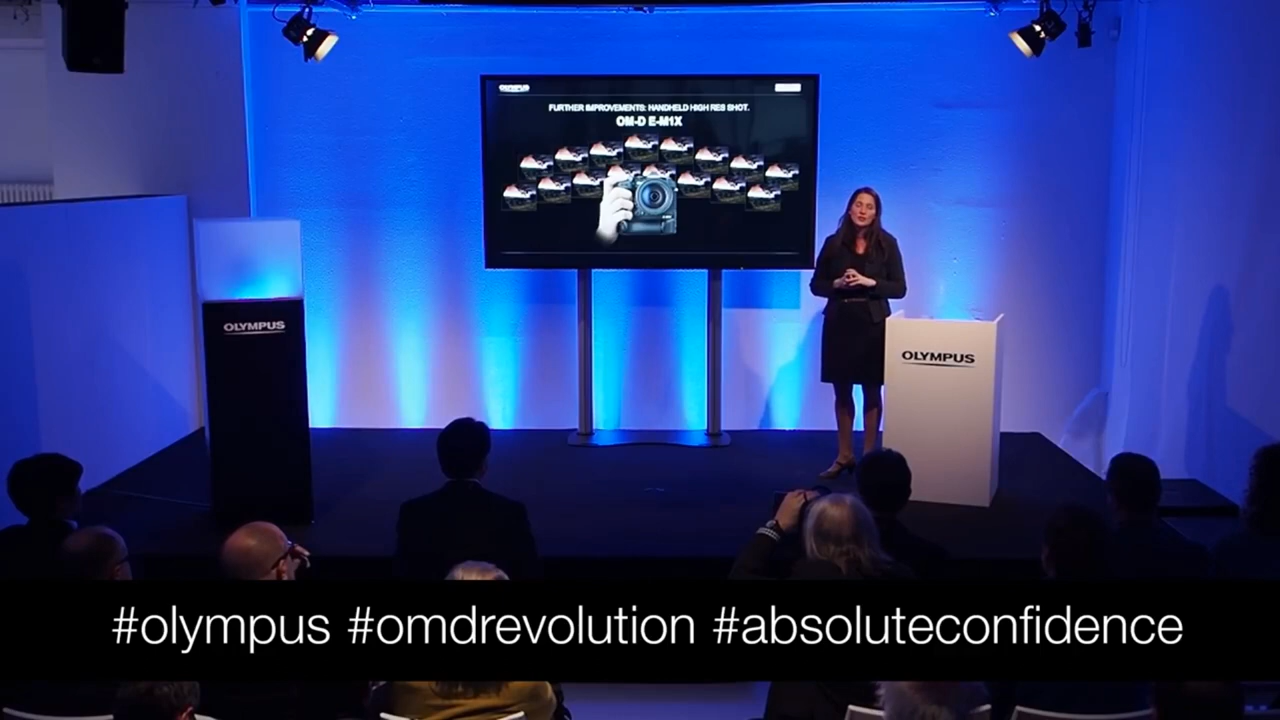 OLYMPUS
FURTHER IMPROVEMENTS: HANDHELD HIGH RES SHOT.
OM-D E-M1X
OLYMPUS
OLYMPUS
#olympus #omdrevolution #absoluteconfidence